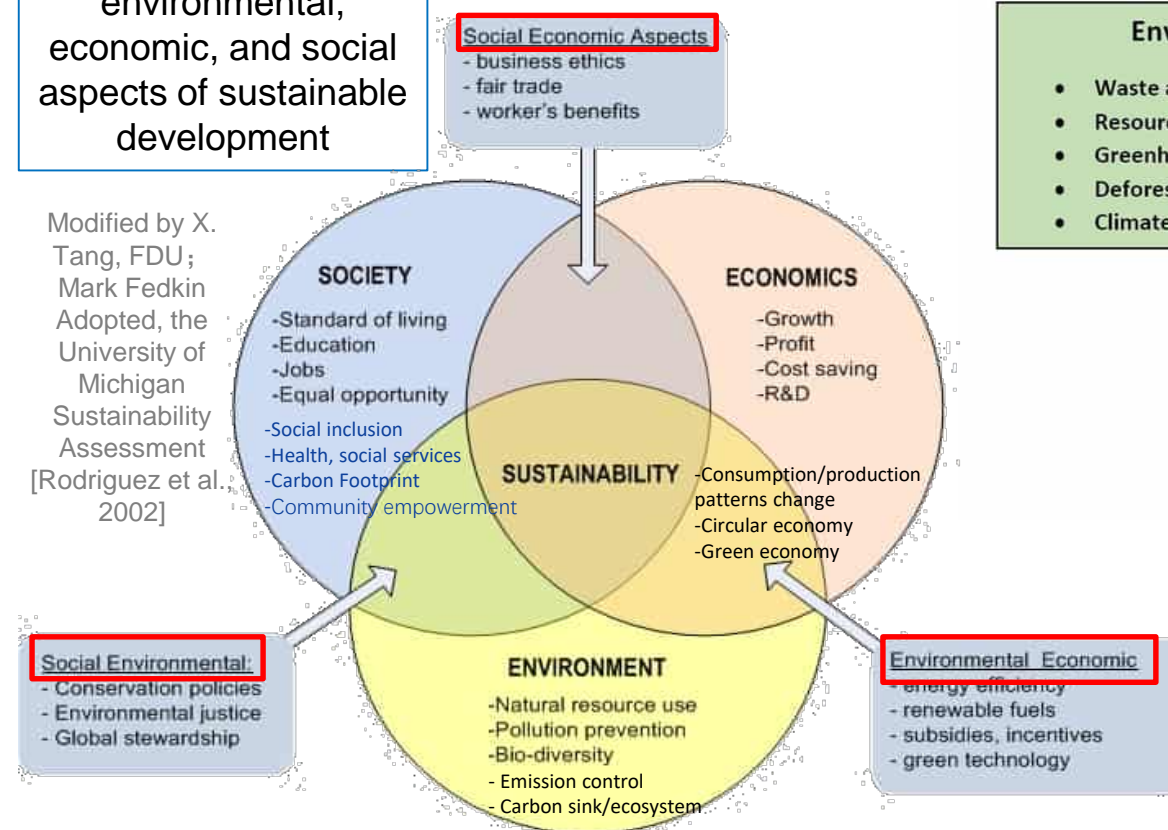 environmental,
economic, and social
aspects of sustainable
development
Social Economic Aspects
- business ethics
- fair trade
- worker's benefits
• Waste
•
•
•
• Climate
Modified by X.
Tang, FDU；
Mark Fedkin
Adopted, the
University of
Michigan
Sustainability
Assessment
[Rodriguez et al.,
2002]
SOCIETY
-Standard of living
-Education
-Jobs
-Equal opportunity
-Social inclusion
-Health, social services
-Carbon Footprint
-Community empowerment
ECONOMICS
-Growth
-Profit
-Cost saving
-R&D
SUSTAINABILITY
-Consumption/production
patterns change
-Circular economy
-Green economy
Social Environmental:
- Conservation policies
- Environmental justice
- Global stewardship
ENVIRONMENT
-Natural resource use
-Pollution prevention
-Bio-diversity
- Emission control
- Carbon sink/ecosystem
Environmental Economic
- energy efficiency
- renewable fuels
- subsidies, incentives
- green technology